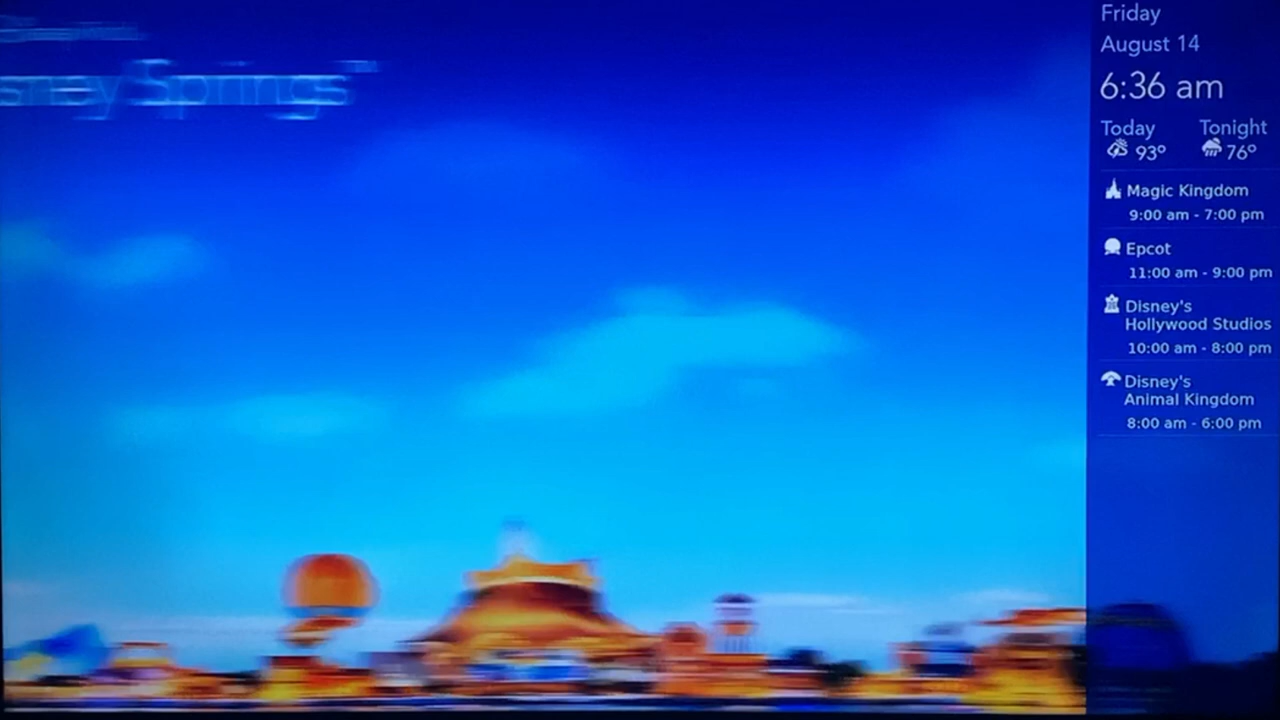 sney Springs
Friday
August 14
6:36 am
Today Tonight
93° 76°
Magic Kingdom
9:00 am - 7:00 pm
Epcot
11:00 am - 9:00 pm
Disney's
Hollywood Studios
10:00 am - 8:00 pm
Disney's
Animal Kingdom
8:00 am - 6:00 pm